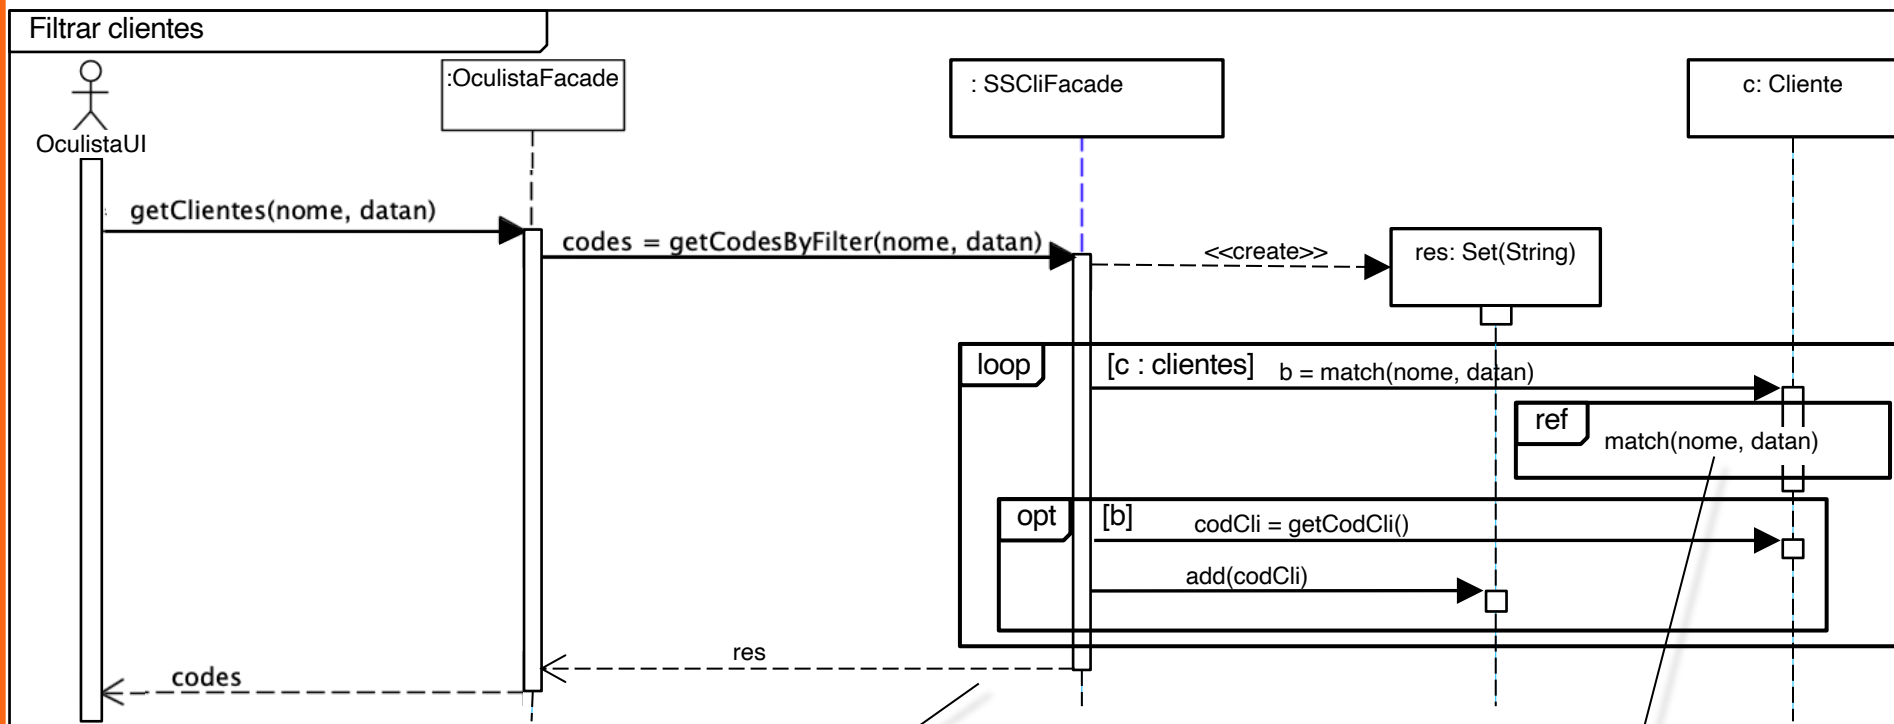 Filtrar clientes
OculistaUI
:OculistaFacade
: SSCliFacade
c: Cliente
getClientes(nome, datan)
codes = getCodesByFilter(nome, datan)
<<create>>
res: Set(String)
loop
[c : clientes]
b = match(nome, datan)
ref
match(nome, datan)
opt
[b]
codCli = getCodCli()
add(codCli)
res
codes